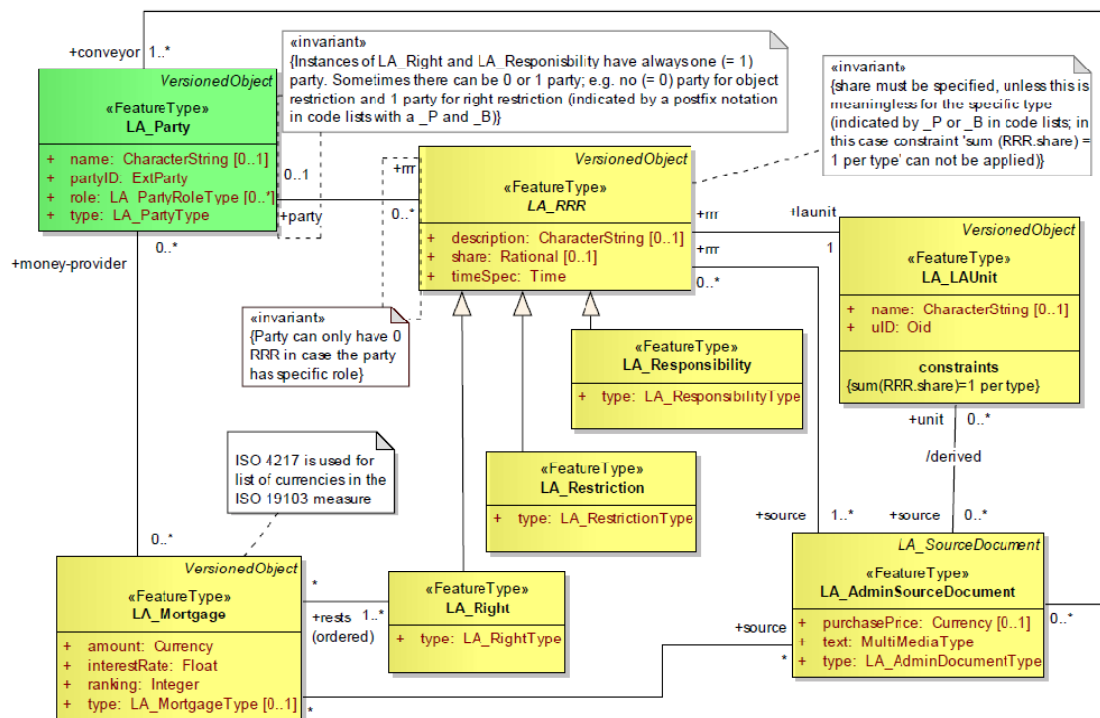 +conveyor 1..*
VersionedObject
«FeatureType»
LA_Party
+ name: CharacterString [0..1]
+ partyID: ExtParty
+ role: LA_PartyRoleType [0..*]
+ type: LA_PartyType
«invariant»
{Instances of LA_Right and LA_Responisbility have always one (= 1)
party. Sometimes there can be 0 or 1 party; e.g. no (= 0) party for object
restriction and 1 party for right restriction (indicated by a postfix notation
in code lists with a _P and _B)}
«invariant»
{share must be specified, unless this is
meaningless for the specific type
(indicated by _P or _B in code lists; in
this case constraint 'sum (RRR.share) =
1 per type' can not be applied)}
0..1
+party
+rrr
0..*
VersionedObject
«FeatureType»
LA_RRR
+ description: CharacterString [0..1]
+ share: Rational [0..1]
+ timeSpec: Time
+rrr
+launit
1
+rrr
0..*
VersionedObject
«FeatureType»
LA_LAUnit
+ name: CharacterString [0..1]
+ uID: Oid
constraints
{sum(RRR.share)=1 per type}
0..*
+money-provider
«invariant»
{Party can only have 0
RRR in case the party
has specific role}
«FeatureType»
LA_Responsibility
+ type: LA_ResponsibilityType
+unit 0..*
/derived
ISO 4217 is used for
list of currencies in the
ISO 19103 measure
«FeatureType»
LA_Restriction
+ type: LA_RestrictionType
+source 1..*
+source 0..*
0..*
VersionedObject
«FeatureType»
LA_Mortgage
+ amount: Currency
+ interestRate: Float
+ ranking: Integer
+ type: LA_MortgageType [0..1]
*
+rests 1..*
(ordered)
«FeatureType»
LA_Right
+ type: LA_RightType
LA_SourceDocument
«FeatureType»
LA_AdminSourceDocument
+ purchasePrice: Currency [0..1]
+ text: MultiMediaType
+ type: LA_AdminDocumentType
0..*
+source
*
*